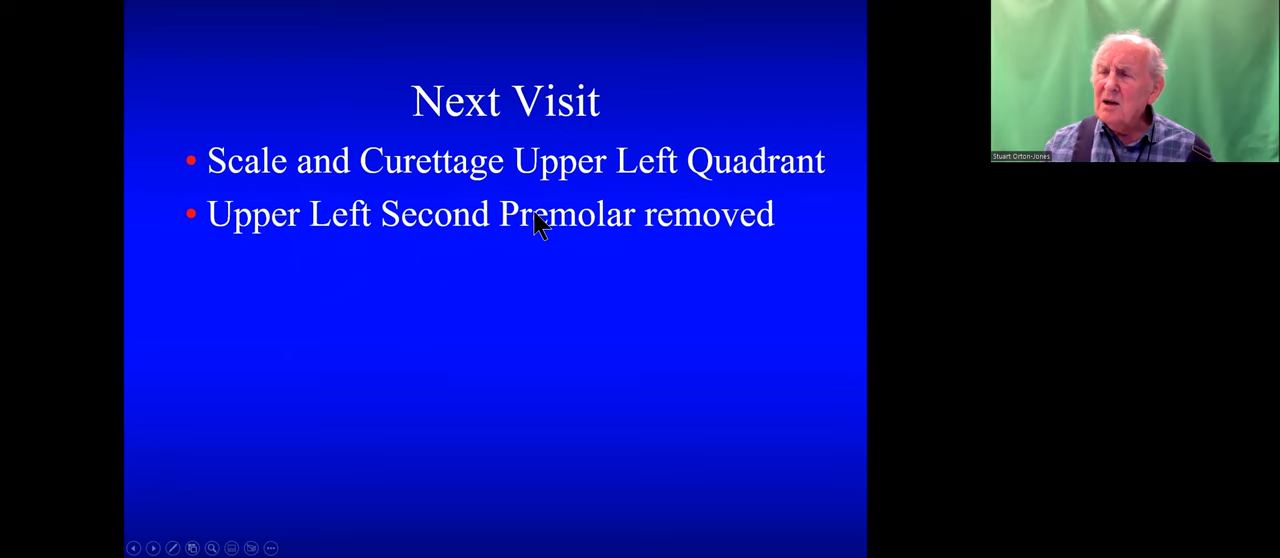 Next Visit
Scale and Curettage Upper Left Quadrant
Upper Left Second Premolar removed
Stuart Orton-Jones